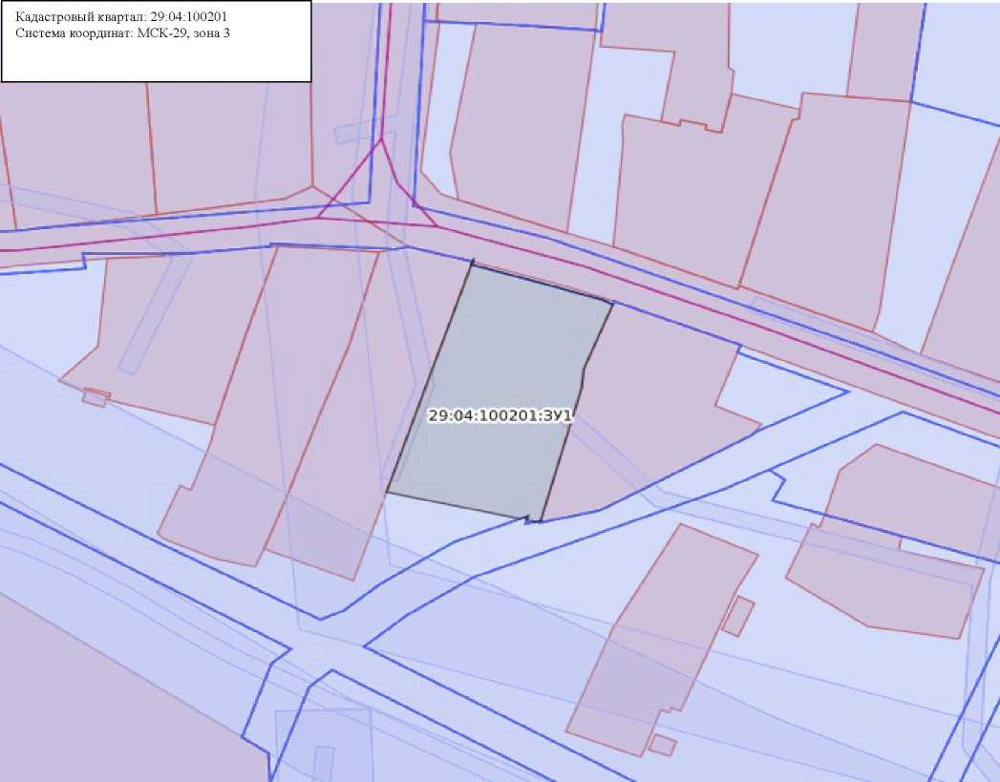 Кадастровый квартал: 29:04:100201
Система координат: МСК-29, зона 3
29:04:100201:ЗУ1